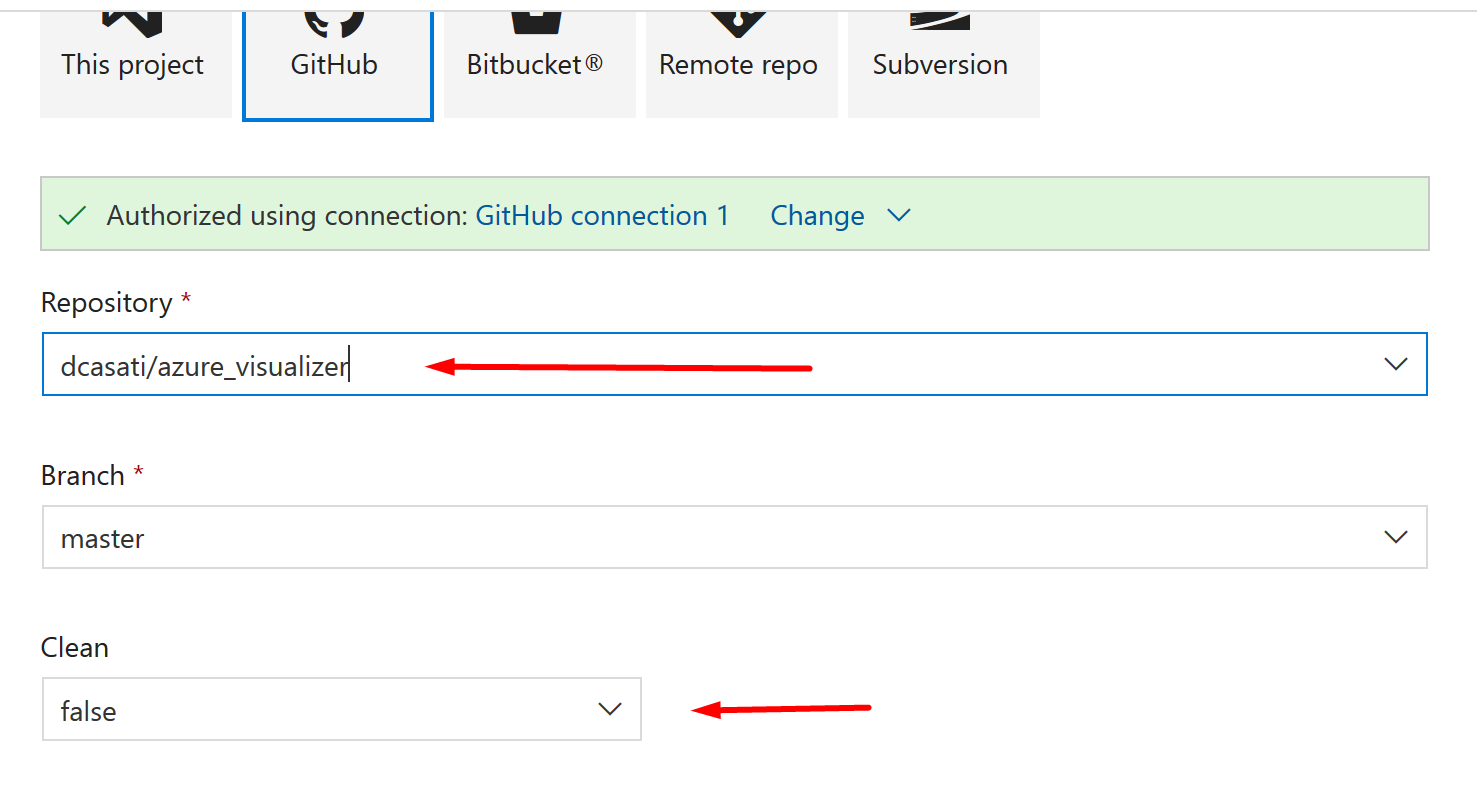 This project
GitHub
Bitbucket®
Remote repo
Subversion
Authorized using connection: GitHub connection 1 Change
Repository *
dcasati/azure_visualizer
Branch *
master
Clean
false